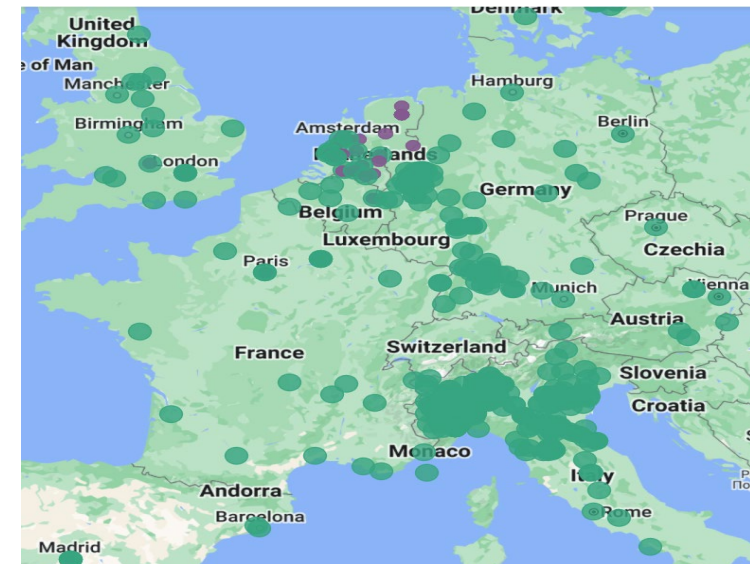 Denmark
United
Kingdom
e of Man
Manchester
Hamburg
Birmingham
Amsterdam
Berlin
Netherlands
London
Germany
Belgium
Prague
Luxembourg
Czechia
Paris
Munich
Vienna
Austria
Switzerland
France
Slovenia
Croatia
Monaco
Italy
Andorra
Rome
Barcelona
Madrid